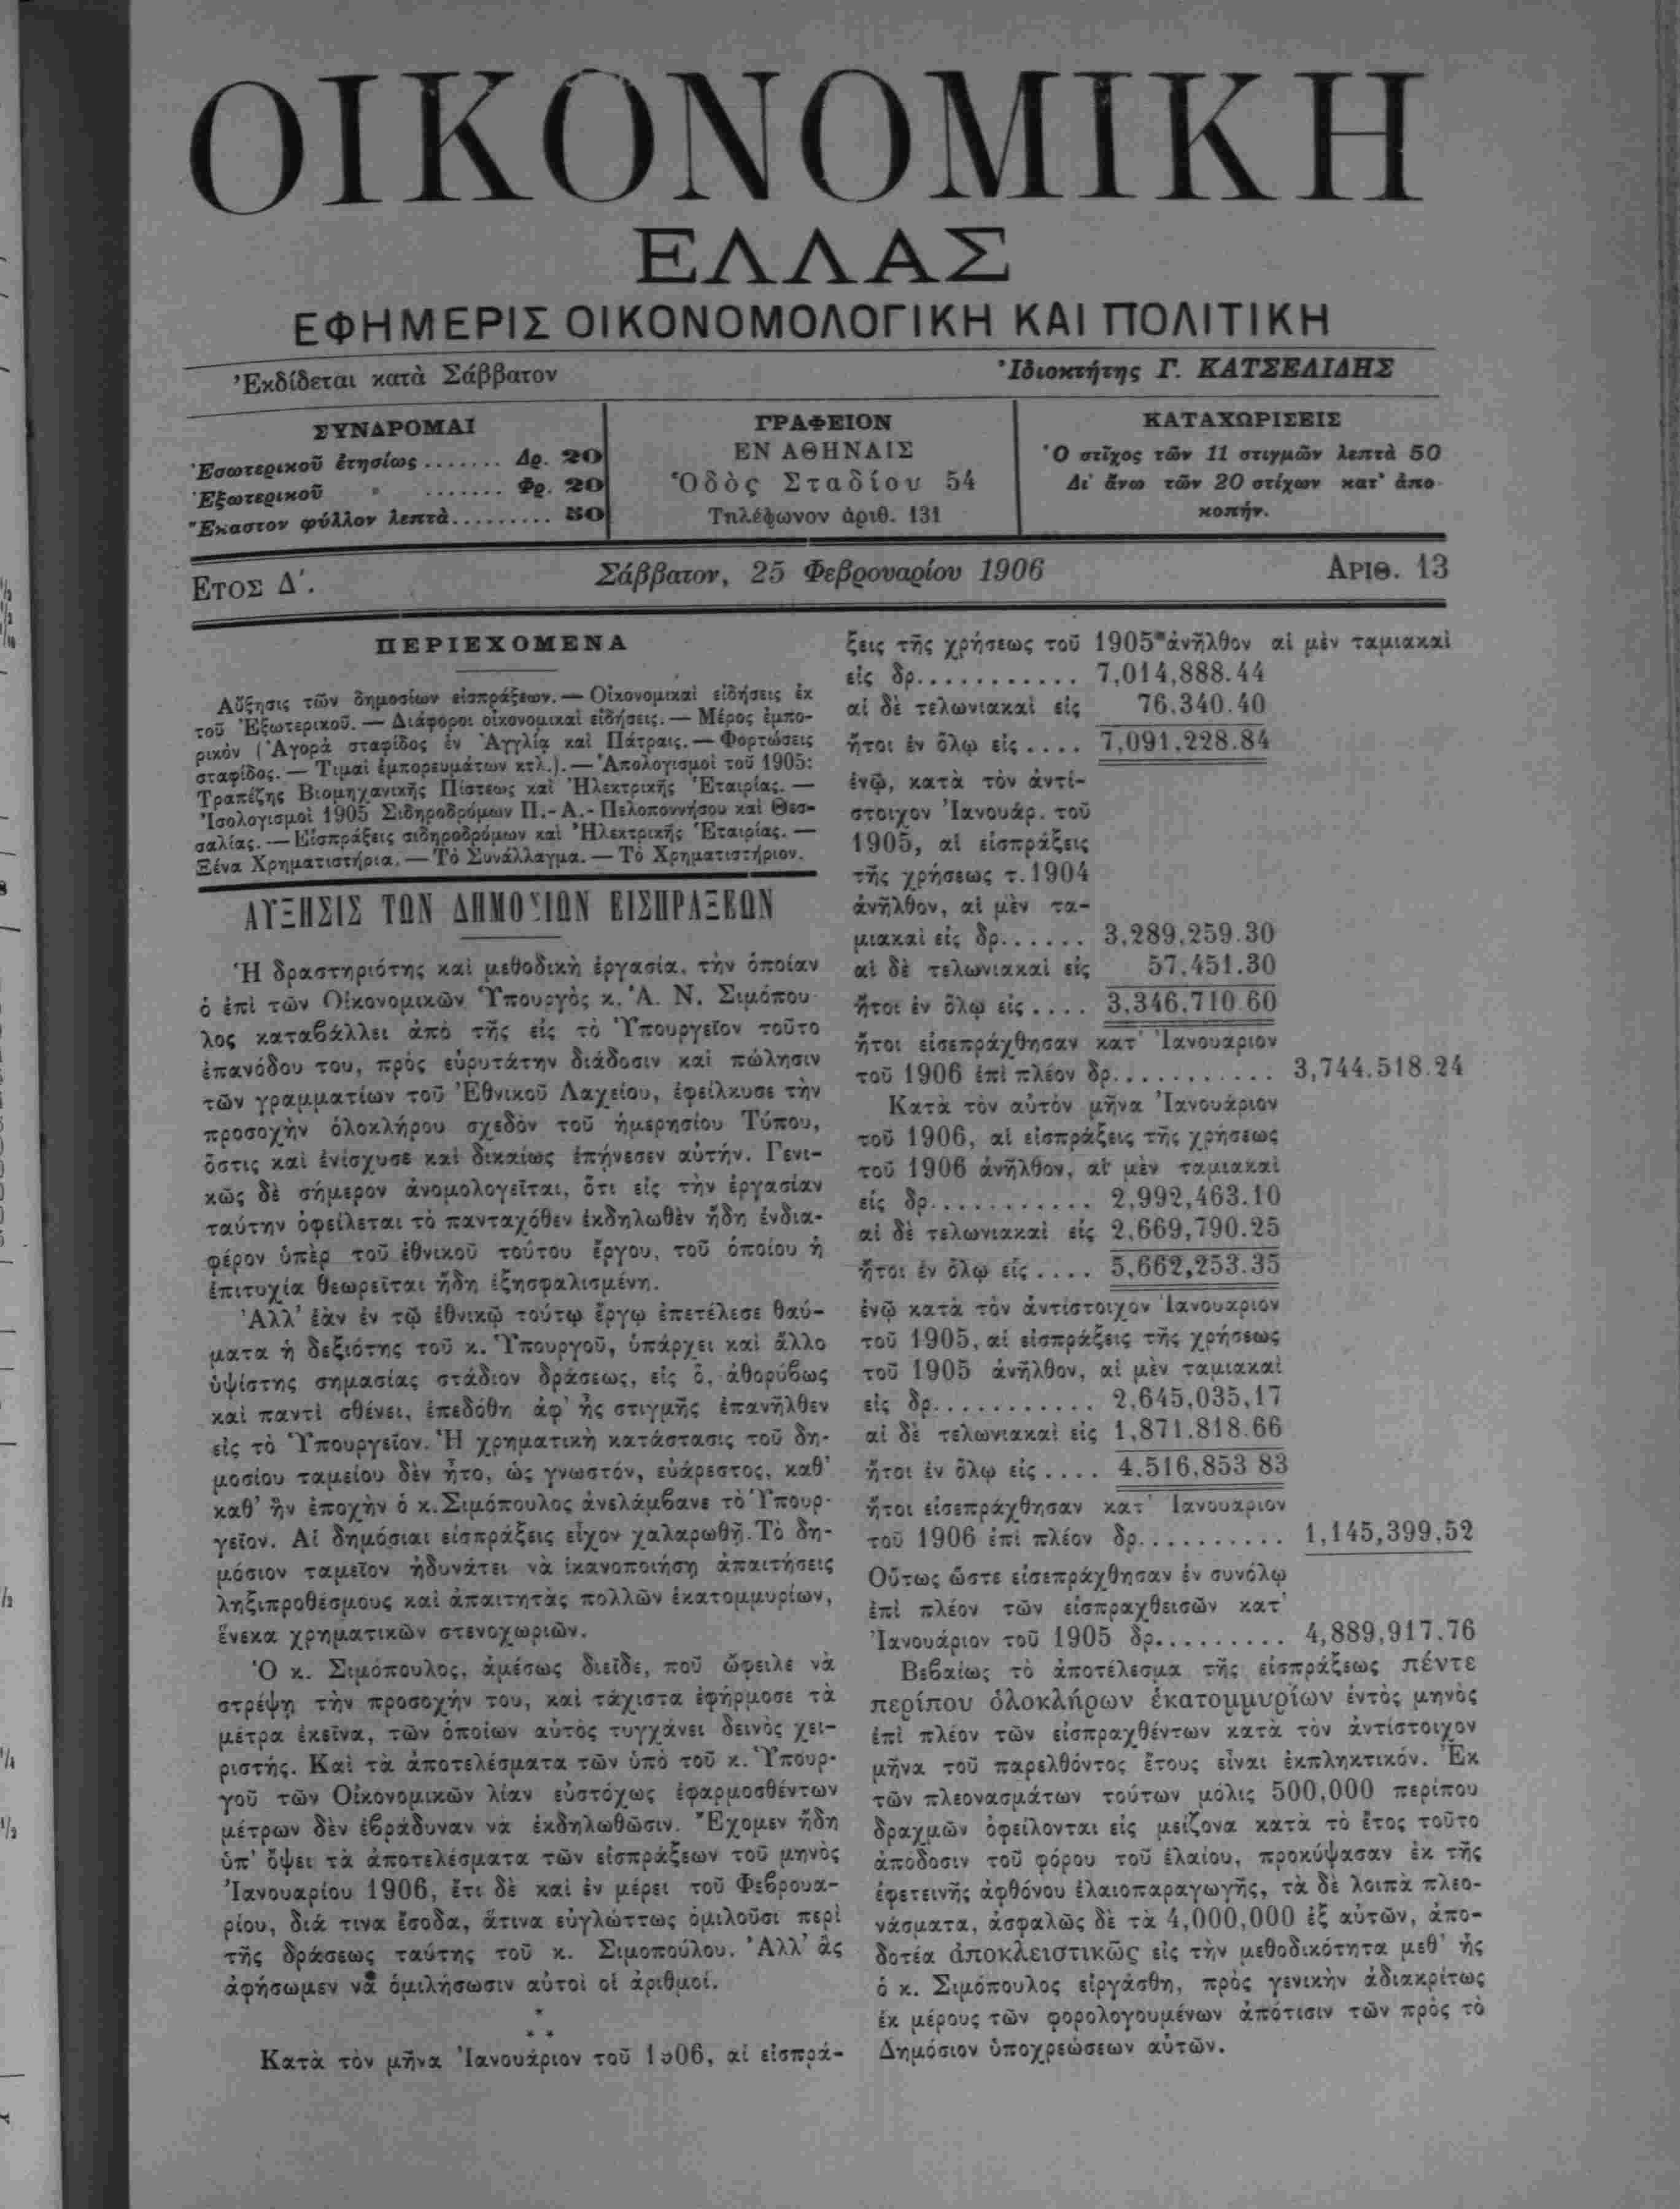 ΟΙΚΟΝΟΜΙΚΗ
ΕΛΛΑΣ
ΕΦΗΜΕΡΙΣ ΟΙΚΟΝΟΜΟΛΟΓΙΚΗ ΚΑΙ ΠΟΛΙΤΙΚΗ
Ἐκδίδεται κατὰ Σάββατον
Ἰδιοκτήτης Γ. ΚΑΤΣΕΛΙΔΗΣ
ΣΥΝΔΡΟΜΑΙ
Ἐσωτερικοῦ ἐτησίως ....... Δρ. 20
Ἐξωτερικοῦ " ....... Φρ. 20
Ἕκαστον φύλλον λεπτὰ......... 50
ΓΡΑΦΕΙΟΝ
ΕΝ ΑΘΗΝΑΙΣ
Ὁδὸς Σταδίου 54
Τηλέφωνον ἀριθ. 131
ΚΑΤΑΧΩΡΙΣΕΙΣ
Ὁ στῖχος τῶν 11 στιγμῶν λεπτὰ 50
Δι' ἄνω τῶν 20 στίχων κατ' ἀπο-
κοπήν.
ΕΤΟΣ Δ'.
Σάββατον, 25 Φεβρουαρίου 1906
ΑΡΙΘ. 13
ΠΕΡΙΕΧΟΜΕΝΑ
Αὔξησις τῶν δημοσίων εἰσπράξεων.— Οἰκονομικαὶ εἰδήσεις ἐκ
τοῦ Ἐξωτερικοῦ.— Διάφοροι οἰκονομικαὶ εἰδήσεις.— Μέρος ἐμπο-
ρικόν (Ἀγορὰ σταφίδος ἐν Ἀγγλίᾳ καὶ Πάτραις.— Φορτώσεις
σταφίδος.— Τιμαὶ ἐμπορευμάτων κτλ.).— Ἀπολογισμοὶ τοῦ 1905:
Τραπέζης Βιομηχανικῆς Πίστεως καὶ Ἠλεκτρικῆς Ἑταιρίας.—
Ἰσολογισμοὶ 1905 Σιδηροδρόμων Π.-Α.- Πελοποννήσου καὶ Θεσ-
σαλίας.— Εἰσπράξεις σιδηροδρόμων καὶ Ἠλεκτρικῆς Ἑταιρίας.—
Ξένα Χρηματιστήρια.— Τὸ Συνάλλαγμα.— Τὸ Χρηματιστήριον.
ΑΥΞΗΣΙΣ ΤΩΝ ΔΗΜΟΣΙΩΝ ΕΙΣΠΡΑΞΕΩΝ
Ἡ δραστηριότης καὶ μεθοδικὴ ἐργασία, τὴν ὁποίαν
ὁ ἐπὶ τῶν Οἰκονομικῶν Ὑπουργὸς κ. Ἀ. Ν. Σιμόπου-
λος καταβάλλει ἀπὸ τῆς εἰς τὸ Ὑπουργεῖον τοῦτο
ἐπανόδου του, πρὸς εὐρυτάτην διάδοσιν καὶ πώλησιν
τῶν γραμματίων τοῦ Ἐθνικοῦ Λαχείου, ἐφείλκυσε τὴν
προσοχὴν ὁλοκλήρου σχεδὸν τοῦ ἡμερησίου Τύπου,
ὅστις καὶ ἐνίσχυσε καὶ δικαίως ἐπῄνεσεν αὐτήν. Γενι-
κῶς δὲ σήμερον ἀνομολογεῖται, ὅτι εἰς τὴν ἐργασίαν
ταύτην ὀφείλεται τὸ πανταχόθεν ἐκδηλωθὲν ἤδη ἐνδια-
φέρον ὑπὲρ τοῦ ἐθνικοῦ τούτου ἔργου, τοῦ ὁποίου ἡ
ἐπιτυχία θεωρεῖται ἤδη ἐξησφαλισμένη.
Ἀλλ' ἐὰν ἐν τῷ ἐθνικῷ τούτῳ ἔργῳ ἐπετέλεσε θαύ-
ματα ἡ δεξιότης τοῦ κ. Ὑπουργοῦ, ὑπάρχει καὶ ἄλλο
ὑψίστης σημασίας στάδιον δράσεως, εἰς ὃ, ἀθορύβως
καὶ παντὶ σθένει, ἐπεδόθη ἀφ' ἧς στιγμῆς ἐπανῆλθεν
εἰς τὸ Ὑπουργεῖον. Ἡ χρηματικὴ κατάστασις τοῦ δη-
μοσίου ταμείου δὲν ἦτο, ὡς γνωστόν, εὐάρεστος, καθ'
καθ' ἣν ἐποχὴν ὁ κ. Σιμόπουλος ἀνελάμβανε τὸ Ὑπουρ-
γεῖον. Αἱ δημόσιαι εἰσπράξεις εἶχον χαλαρωθῆ. Τὸ δη-
μόσιον ταμεῖον ἠδυνάτει νὰ ἱκανοποιήσῃ ἀπαιτήσεις
ληξιπροθέσμους καὶ ἀπαιτητὰς πολλῶν ἑκατομμυρίων,
ἕνεκα χρηματικῶν στενοχωριῶν.
Ὁ κ. Σιμόπουλος, ἀμέσως διεῖδε, ποῦ ὤφειλε νὰ
στρέψῃ τὴν προσοχήν του, καὶ τάχιστα ἐφήρμοσε τὰ
μέτρα ἐκεῖνα, τῶν ὁποίων αὐτὸς τυγχάνει δεινὸς χει-
ριστής. Καὶ τὰ ἀποτελέσματα τῶν ὑπὸ τοῦ κ. Ὑπουρ-
γοῦ τῶν Οἰκονομικῶν λίαν εὐστόχως ἐφαρμοσθέντων
μέτρων δὲν ἐβράδυναν νὰ ἐκδηλωθῶσιν. Ἔχομεν ἤδη
ὑπ' ὄψει τὰ ἀποτελέσματα τῶν εἰσπράξεων τοῦ μηνὸς
Ἰανουαρίου 1906, ἔτι δὲ καὶ ἐν μέρει τοῦ Φεβρουα-
ρίου, διά τινα ἔσοδα, ἅτινα εὐγλώττως ὁμιλοῦσι περὶ
τῆς δράσεως ταύτης τοῦ κ. Σιμοπούλου. Ἀλλ' ἂς
ἀφήσωμεν νὰ ὁμιλήσωσιν αὐτοὶ οἱ ἀριθμοί.
*
* *
Κατὰ τὸν μῆνα Ἰανουάριον τοῦ 1906, αἱ εἰσπρά-
ξεις τῆς χρήσεως τοῦ 1905 ἀνῆλθον αἱ μὲν ταμιακαὶ
εἰς δρ............ 7,014,888.44
αἱ δὲ τελωνιακαὶ εἰς 76.340.40
ἤτοι ἐν ὅλῳ εἰς.... 7,091.228.84
ἐνῷ, κατὰ τὸν ἀντί-
στοιχον Ἰανουάρ. τοῦ
1905, αἱ εἰσπράξεις
τῆς χρήσεως τ. 1904
ἀνῆλθον, αἱ μὲν τα-
μιακαὶ εἰς δρ...... 3,289,259.30
αἱ δὲ τελωνιακαὶ εἰς 57.451.30
ἤτοι ἐν ὅλῳ εἰς.... 3,346.710.60
ἤτοι εἰσεπράχθησαν κατ' Ἰανουάριον
τοῦ 1906 ἐπὶ πλέον δρ............ 3,744.518.24
Κατὰ τὸν αὐτὸν μῆνα Ἰανουάριον
τοῦ 1906, αἱ εἰσπράξεις τῆς χρήσεως
τοῦ 1906 ἀνῆλθον, αἱ μὲν ταμιακαὶ
εἰς δρ............ 2,992,463.10
αἱ δὲ τελωνιακαὶ εἰς 2,669,790.25
ἤτοι ἐν ὅλῳ εἰς.... 5,662,253.35
ἐνῷ κατὰ τὸν ἀντίστοιχον Ἰανουάριον
τοῦ 1905, αἱ εἰσπράξεις τῆς χρήσεως
τοῦ 1905 ἀνῆλθον, αἱ μὲν ταμιακαὶ
εἰς δρ............ 2,645,035,17
αἱ δὲ τελωνιακαὶ εἰς 1,871.818.66
ἤτοι ἐν ὅλῳ εἰς.... 4.516,853 83
ἤτοι εἰσεπράχθησαν κατ' Ἰανουάριον
τοῦ 1906 ἐπὶ πλέον δρ.......... 1,145,399,52
Οὕτως ὥστε εἰσεπράχθησαν ἐν συνόλῳ
ἐπὶ πλέον τῶν εἰσπραχθεισῶν κατ'
Ἰανουάριον τοῦ 1905 δρ......... 4,889,917.76
Βεβαίως τὸ ἀποτέλεσμα τῆς εἰσπράξεως πέντε
περίπου ὁλοκλήρων ἑκατομμυρίων ἐντὸς μηνὸς
ἐπὶ πλέον τῶν εἰσπραχθέντων κατὰ τὸν ἀντίστοιχον
μῆνα τοῦ παρελθόντος ἔτους εἶναι ἐκπληκτικόν. Ἐκ
τῶν πλεονασμάτων τούτων μόλις 500,000 περίπου
δραχμῶν ὀφείλονται εἰς μείζονα κατὰ τὸ ἔτος τοῦτο
ἀπόδοσιν τοῦ φόρου τοῦ ἐλαίου, προκύψασαν ἐκ τῆς
ἐφετεινῆς ἀφθόνου ἐλαιοπαραγωγῆς, τὰ δὲ λοιπὰ πλεο-
νάσματα, ἀσφαλῶς δὲ τὰ 4,000,000 ἐξ αὐτῶν, ἀπο-
δοτέα ἀποκλειστικῶς εἰς τὴν μεθοδικότητα μεθ' ἧς
ὁ κ. Σιμόπουλος εἰργάσθη, πρὸς γενικὴν ἀδιακρίτως
ἐκ μέρους τῶν φορολογουμένων ἀπότισιν τῶν πρὸς τὸ
Δημόσιον ὑποχρεώσεων αὐτῶν.